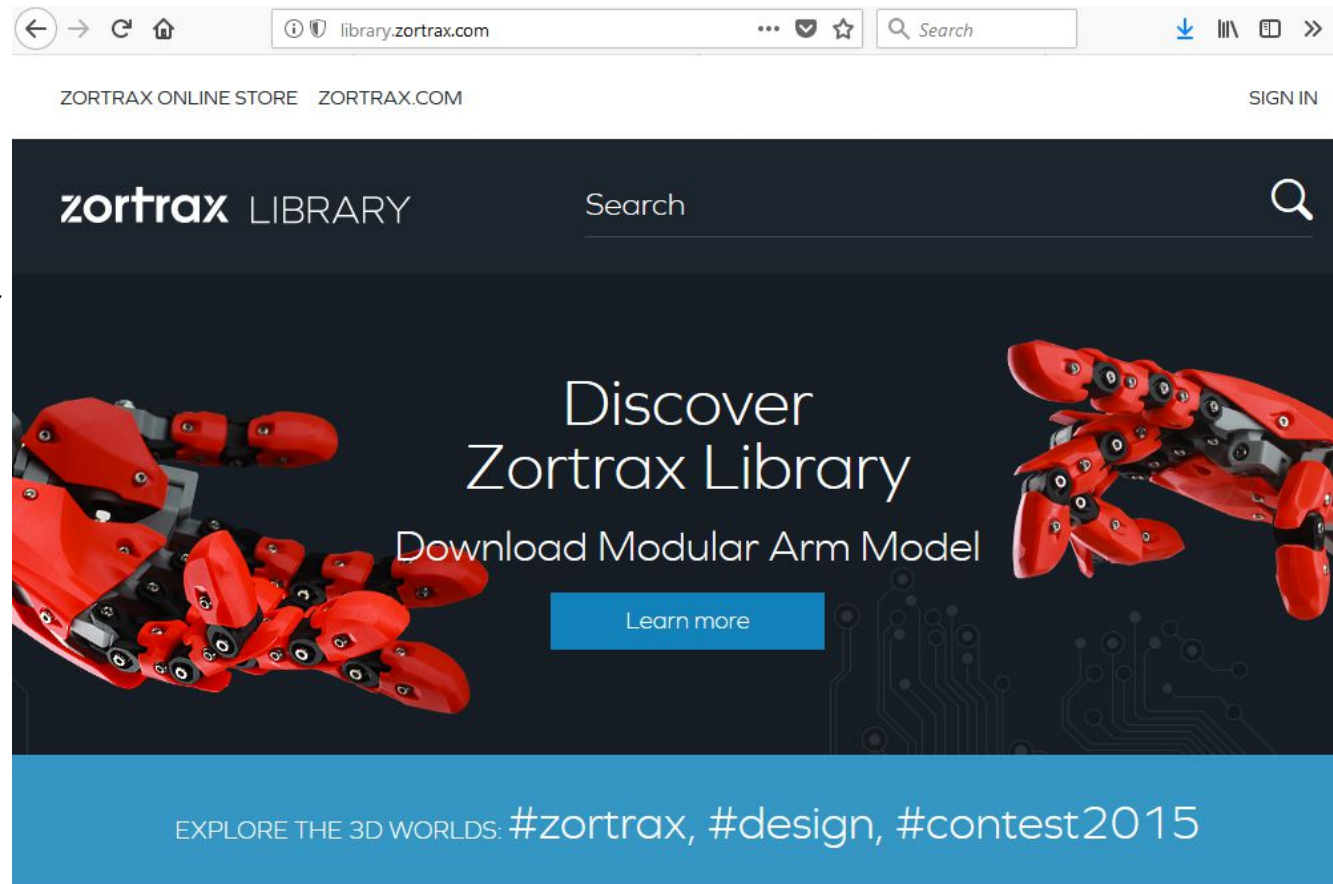 library.zortrax.com
Search
ZORTRAX ONLINE STORE ZORTRAX.COM
SIGN IN
zortrax LIBRARY
Search
Discover
Zortrax Library
Download Modular Arm Model
Learn more
EXPLORE THE 3D WORLDS: #zortrax, #design, #contest2015